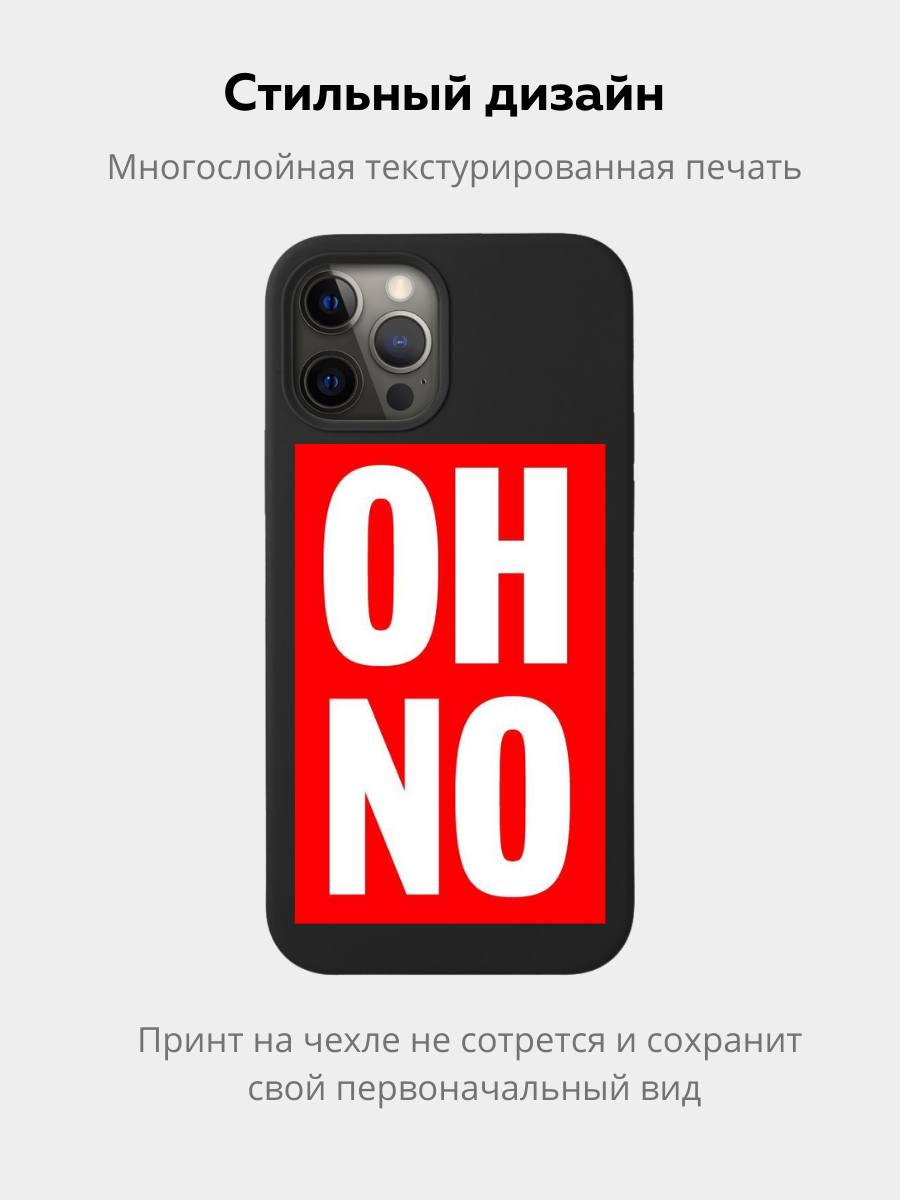 Стильный дизайн
Многослойная текстурированная печать
OH
NO
Принт на чехле не сотрется и сохранит
свой первоначальный вид